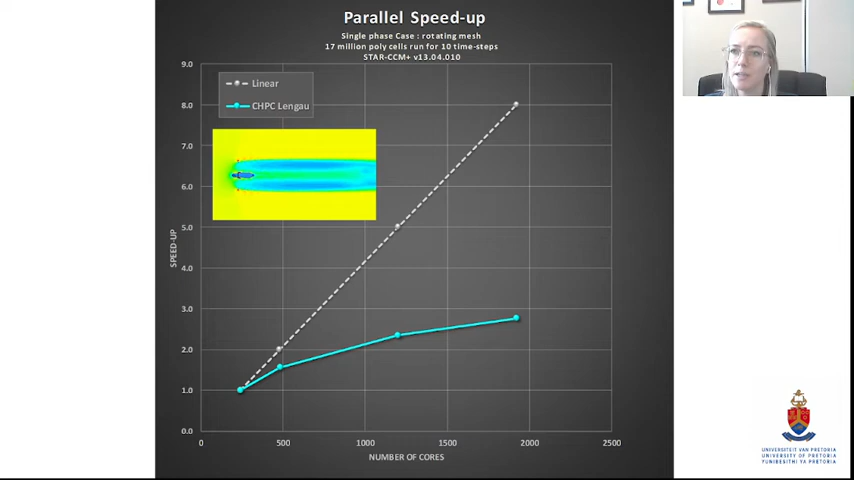 Parallel Speed-up
Single phase Case : rotating mesh
17 million poly cells run for 10 time-steps
STAR-CCM+ v13.04.010
9.0
8.0
7.0
6.0
5.0
4.0
3.0
2.0
1.0
0.0
SPEED-UP
Linear
CHPC Lengau
0 500 1000 1500 2000 2500
NUMBER OF CORES
UNIVERSITEIT VAN PRETORIA
UNIVERSITY OF PRETORIA
YUNIBESITHI YA PRETORIA